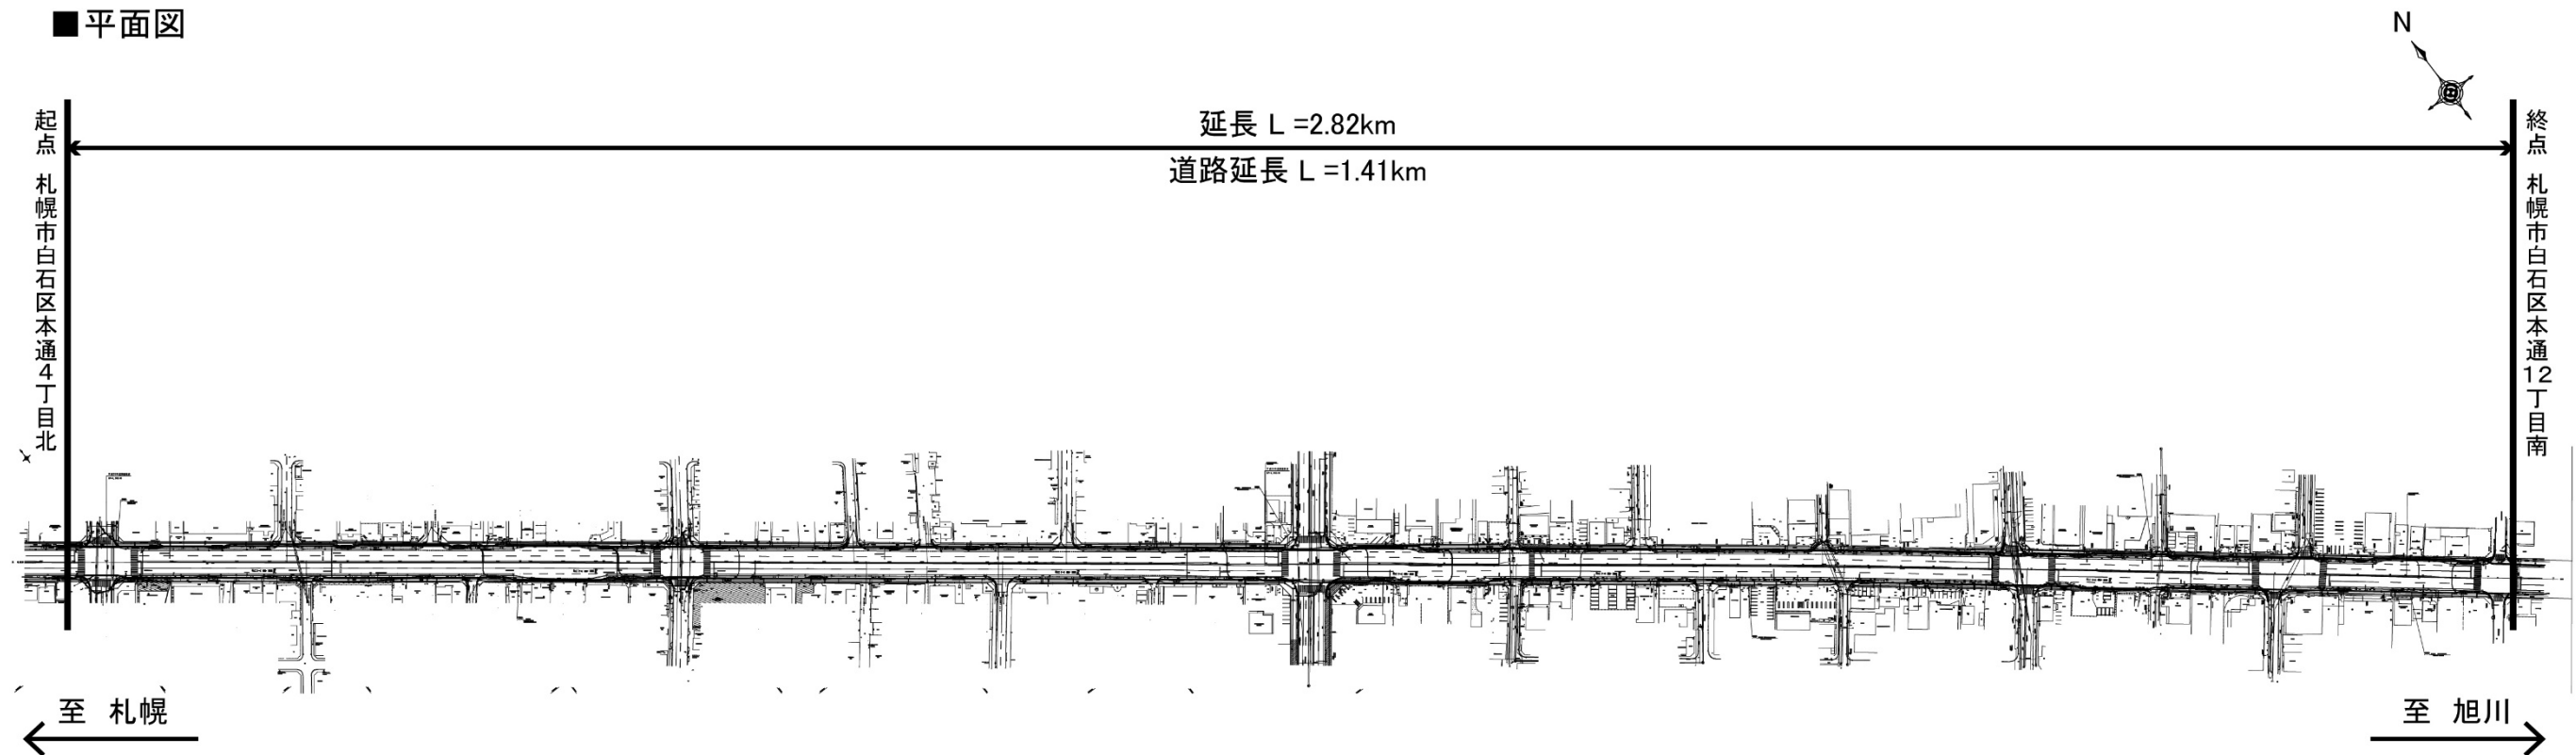 ■平面図
N
起点 札幌市白石区本通4丁目北
延長 L =2.82km
道路延長 L =1.41km
終点 札幌市白石区本通12丁目南
至 札幌
至 旭川